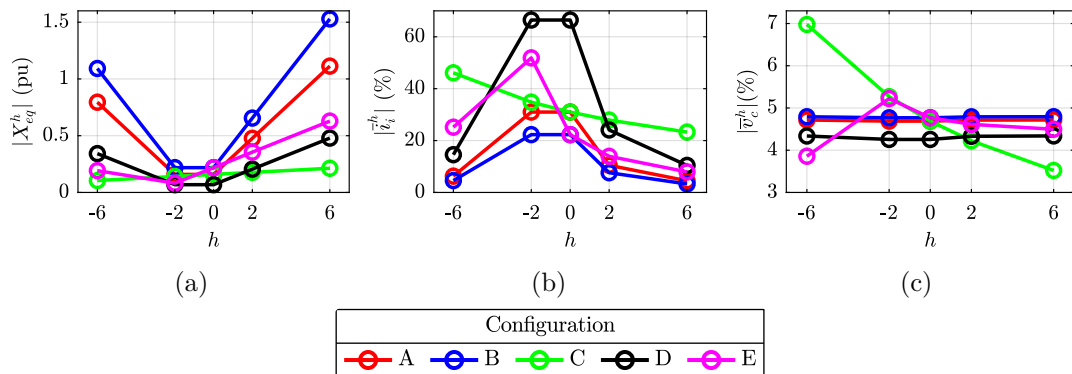 |X_eq^h| (pu)
1.5
1
0.5
0
-6 -2 0 2 6
h
(a)
|i̅_i^h| (%)
60
40
20
0
-6 -2 0 2 6
h
(b)
|v̅_c^h|(%)
7
6
5
4
3
-6 -2 0 2 6
h
(c)
Configuration
A B C D E